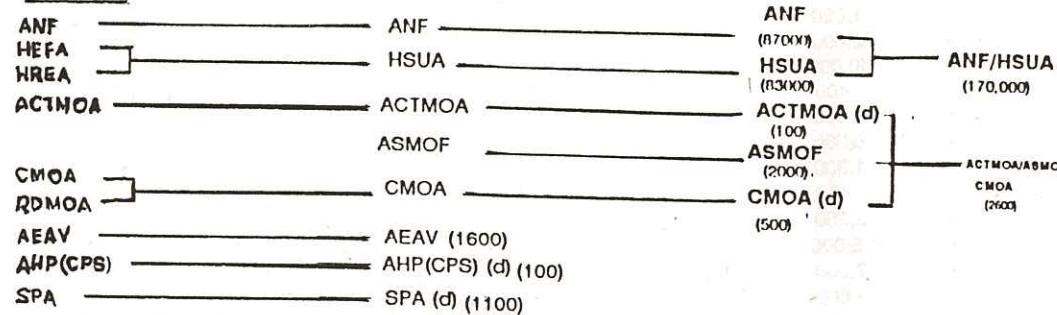 ANF ANF ANF
(87000)
HEFA
HREA HSUA HSUA ANF/HSUA
(83000) (170,000)
ACTMOA ACTMOA ACTMOA (d)
(100)
ASMOF ASMOF ACTMOA/ASMO
(2000)
CMOA CMOA CMOA (d) CMOA
RDMOA (500) (2600)
AEAV AEAV (1600)
AHP(CPS) AHP(CPS) (d) (100)
SPA SPA (d) (1100)